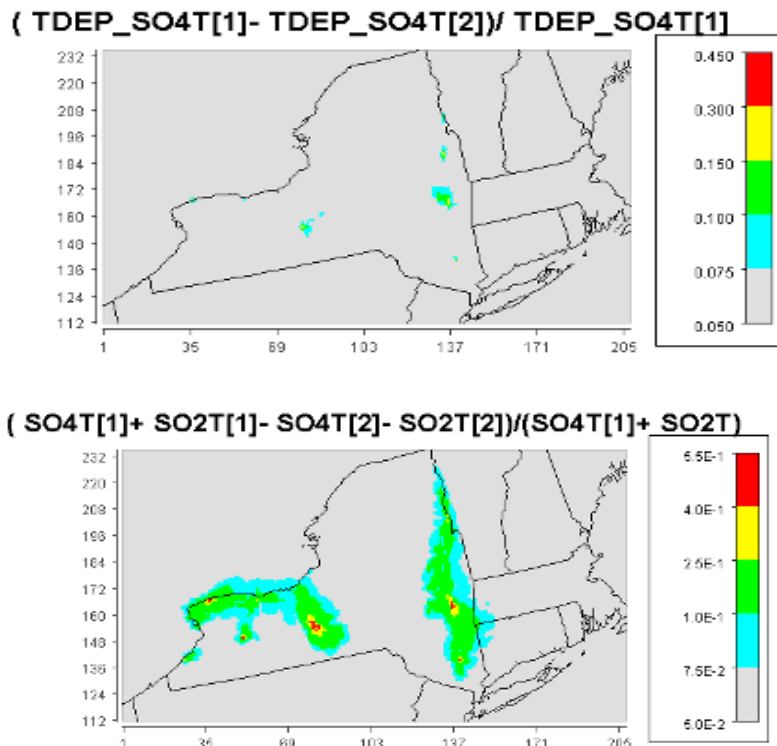 ( TDEP_SO4T[1]- TDEP_SO4T[2])/ TDEP_SO4T[1]
232
220
208
196
184
172
160
148
136
124
112
1 35 69 103 137 171 205
0.450
0.300
0.150
0.100
0.075
0.050
( SO4T[1]+ SO2T[1]- SO4T[2]- SO2T[2])/(SO4T[1]+ SO2T)
232
220
208
196
184
172
160
148
136
124
112
1 35 69 103 137 171 205
5.5E-1
4.0E-1
2.5E-1
1.0E-1
7.5E-2
5.0E-2